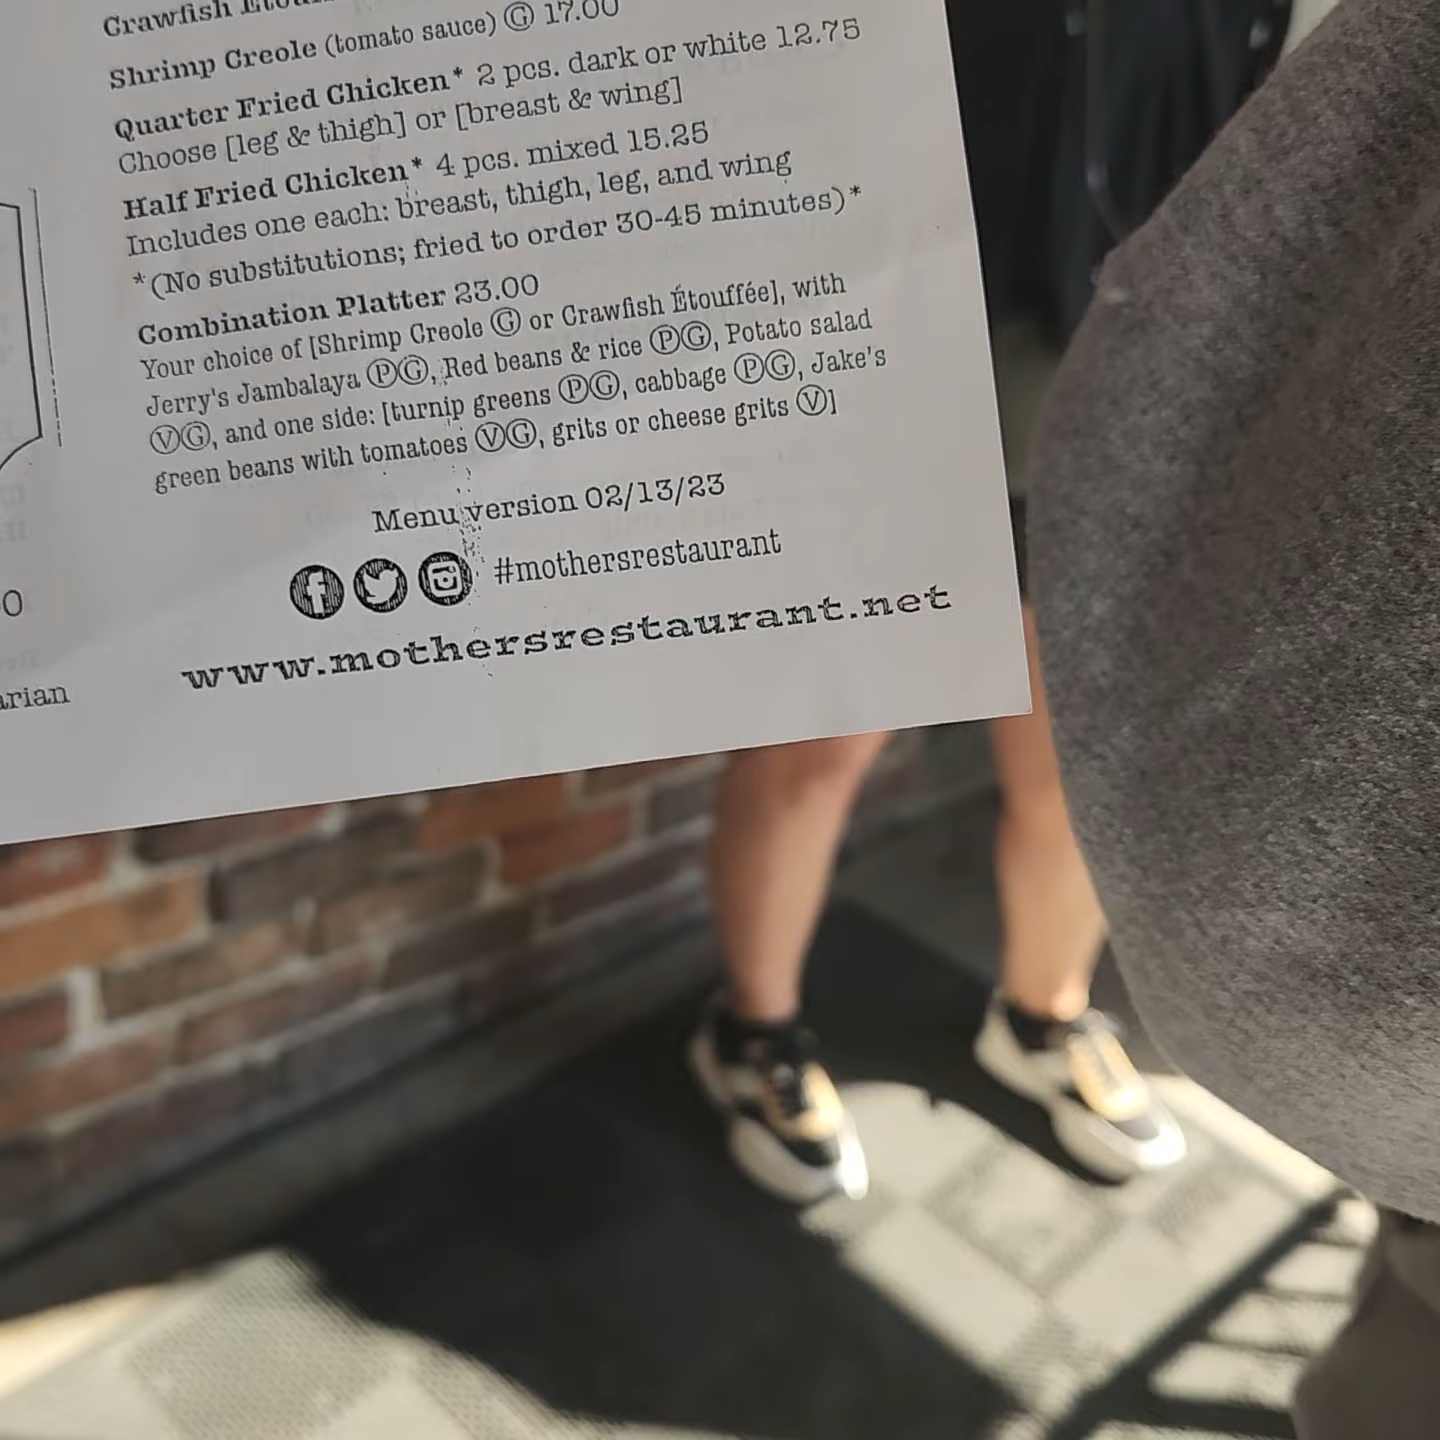 Crawfish
Shrimp Creole (tomato sauce) Ⓖ 17.00
Quarter Fried Chicken* 2 pcs. dark or white 12.75
Choose [leg & thigh] or [breast & wing]
Half Fried Chicken* 4 pcs. mixed 15.25
Includes one each: breast, thigh, leg, and wing
*(No substitutions; fried to order 30-45 minutes)*
Combination Platter 23.00
Your choice of [Shrimp Creole Ⓖ or Crawfish Étouffée], with
Jerry's Jambalaya ⓅⒼ, Red beans & rice ⓅⒼ, Potato salad
ⓋⒼ, and one side: [turnip greens ⓅⒼ, cabbage ⓅⒼ, Jake's
green beans with tomatoes ⓋⒼ, grits or cheese grits Ⓥ]
Menu version 02/13/23
#mothersrestaurant
www.mothersrestaurant.net
0
arian